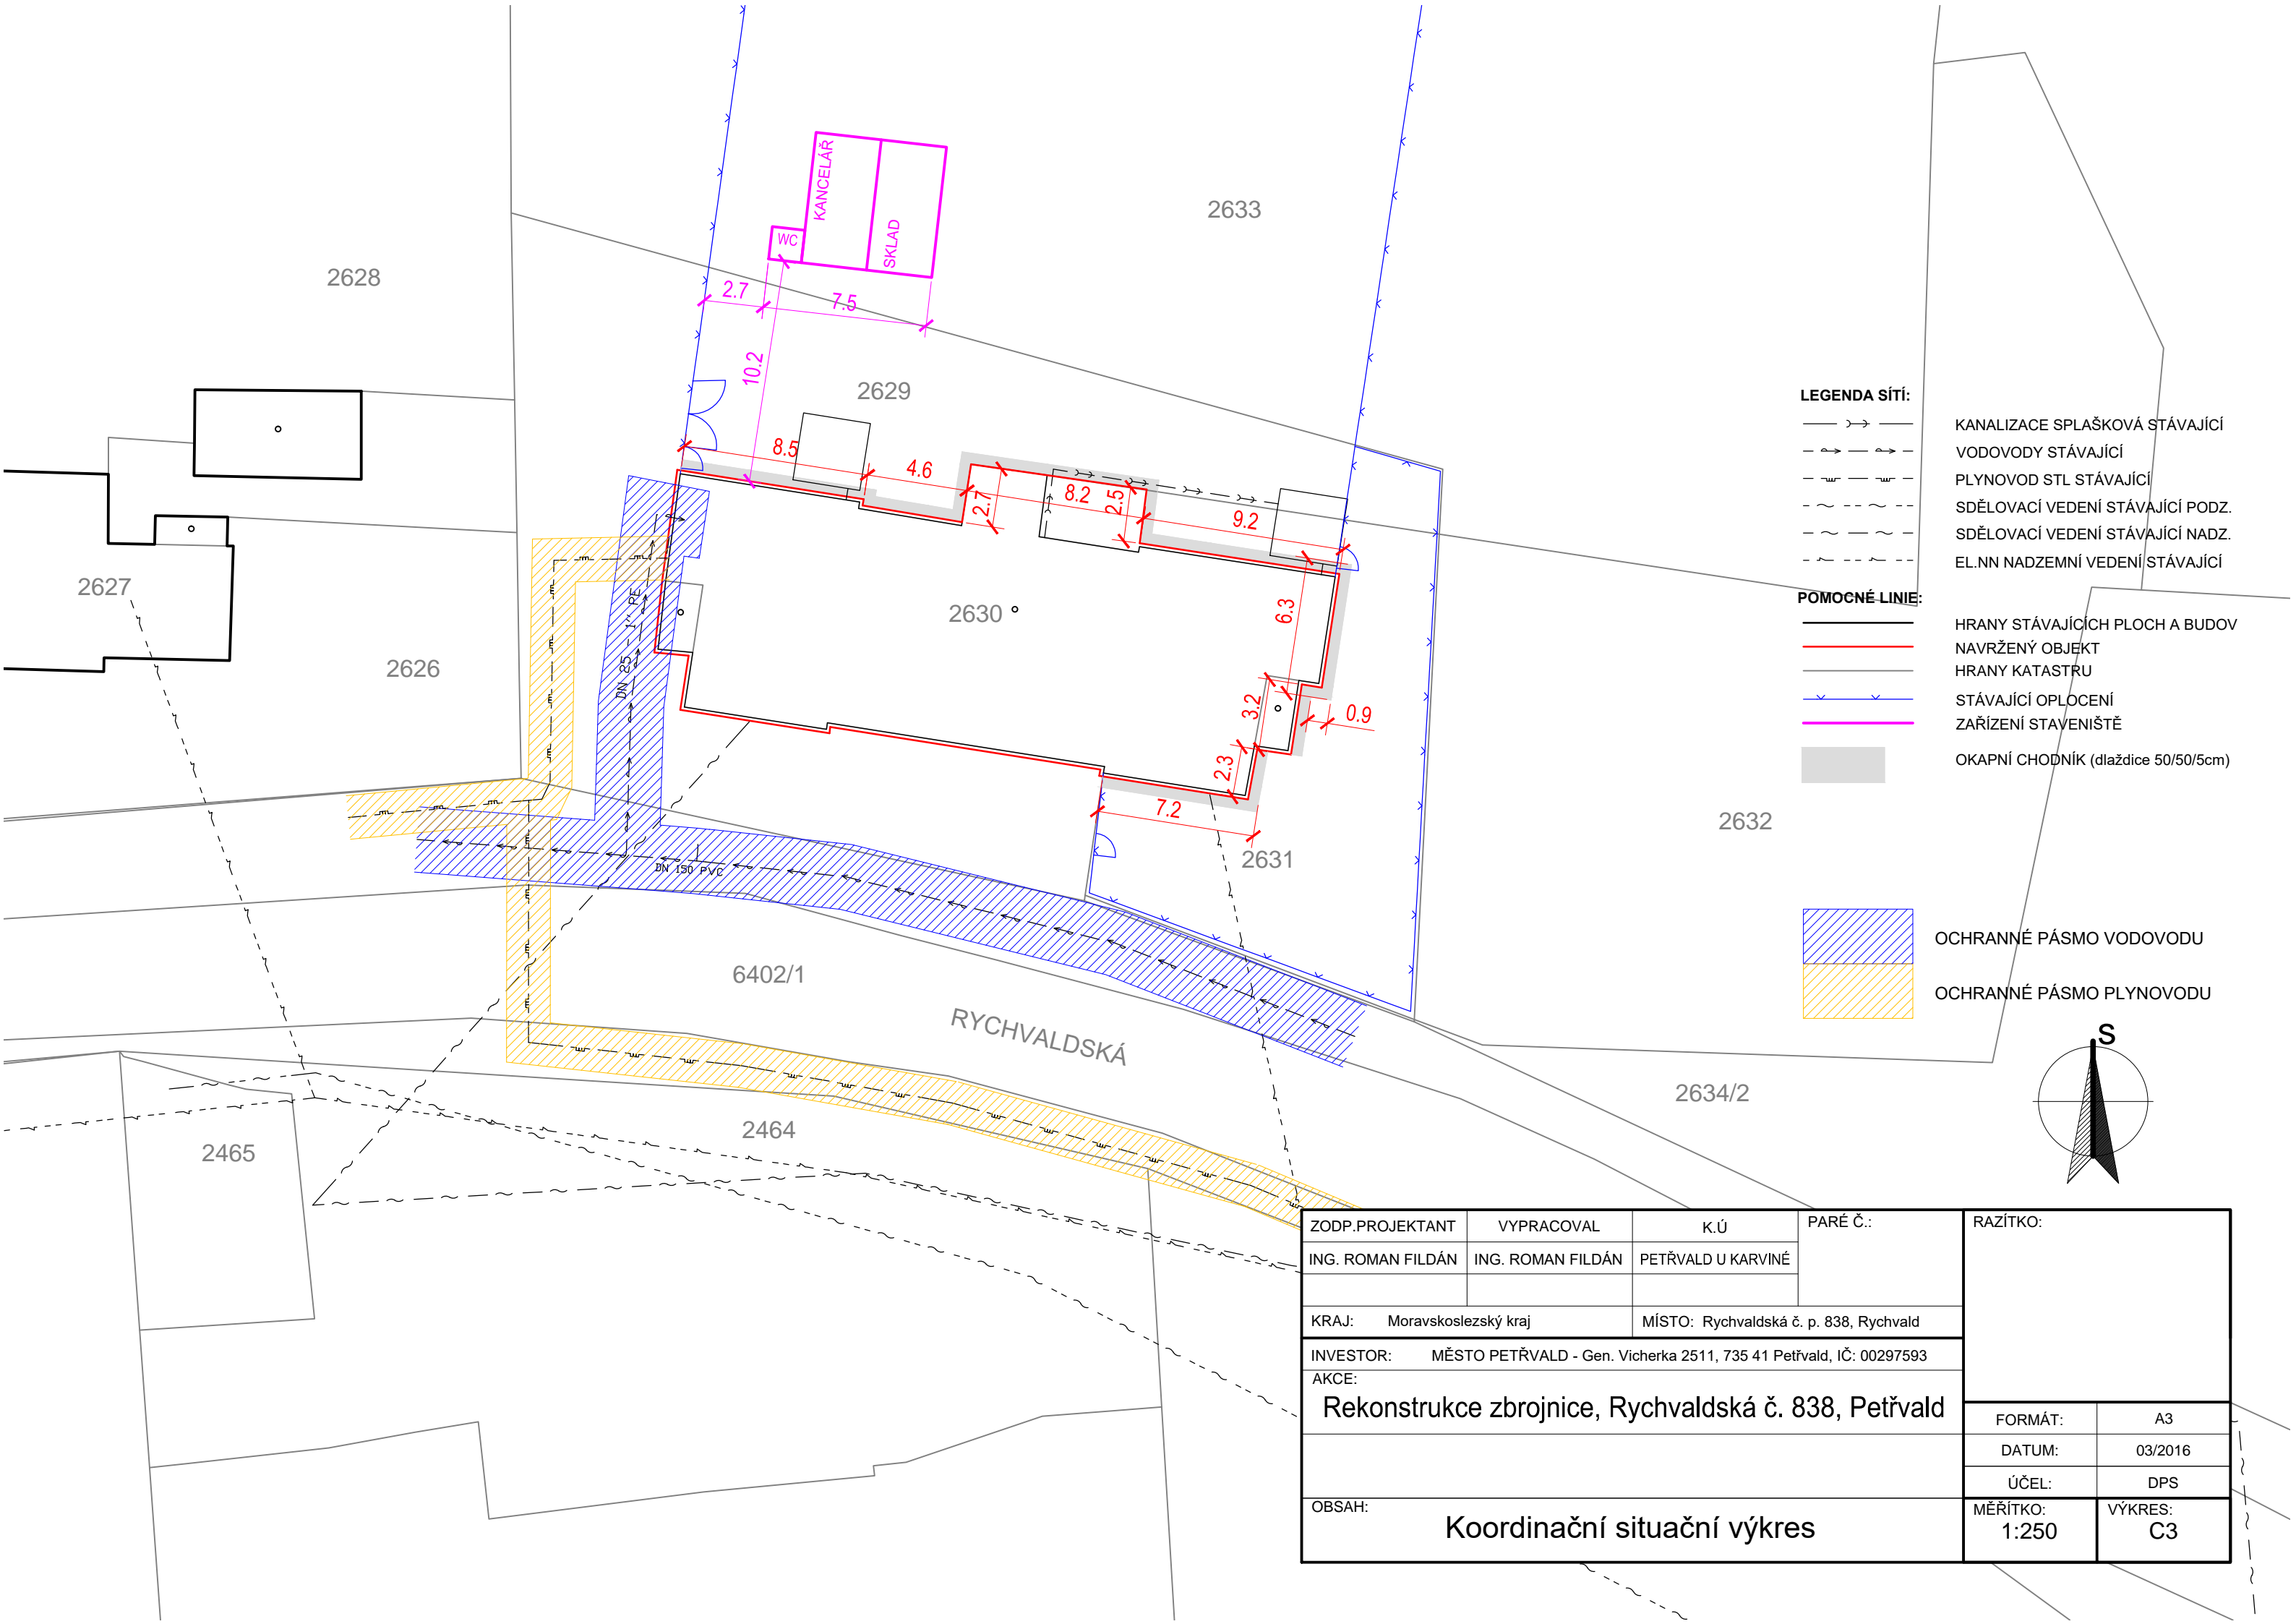 KANCELÁŘ
SKLAD
WC
2633
2628
2.7
7.5
10.2
2629
8.5
4.6
2.7
8.2
2.5
9.2
6.3
3.2
0.9
2.3
7.2
2630
2627
2626
DN 25 - 1" PE
DN 150 PVC
2631
2632
6402/1
RYCHVALDSKÁ
2634/2
2464
2465
LEGENDA SÍTÍ:
KANALIZACE SPLAŠKOVÁ STÁVAJÍCÍ
VODOVODY STÁVAJÍCÍ
PLYNOVOD STL STÁVAJÍCÍ
SDĚLOVACÍ VEDENÍ STÁVAJÍCÍ PODZ.
SDĚLOVACÍ VEDENÍ STÁVAJÍCÍ NADZ.
EL.NN NADZEMNÍ VEDENÍ STÁVAJÍCÍ
POMOCNÉ LINIE:
HRANY STÁVAJÍCÍCH PLOCH A BUDOV
NAVRŽENÝ OBJEKT
HRANY KATASTRU
STÁVAJÍCÍ OPLOCENÍ
ZAŘÍZENÍ STAVENIŠTĚ
OKAPNÍ CHODNÍK (dlaždice 50/50/5cm)
OCHRANNÉ PÁSMO VODOVODU
OCHRANNÉ PÁSMO PLYNOVODU
S
ZODP.PROJEKTANT VYPRACOVAL K.Ú PARÉ Č.: RAZÍTKO:
ING. ROMAN FILDÁN ING. ROMAN FILDÁN PETŘVALD U KARVINÉ
KRAJ: Moravskoslezský kraj MÍSTO: Rychvaldská č. p. 838, Rychvald
INVESTOR: MĚSTO PETŘVALD - Gen. Vicherka 2511, 735 41 Petřvald, IČ: 00297593
AKCE:
Rekonstrukce zbrojnice, Rychvaldská č. 838, Petřvald
FORMÁT: A3
DATUM: 03/2016
ÚČEL: DPS
OBSAH:
Koordinační situační výkres
MĚŘÍTKO:
1:250
VÝKRES:
C3